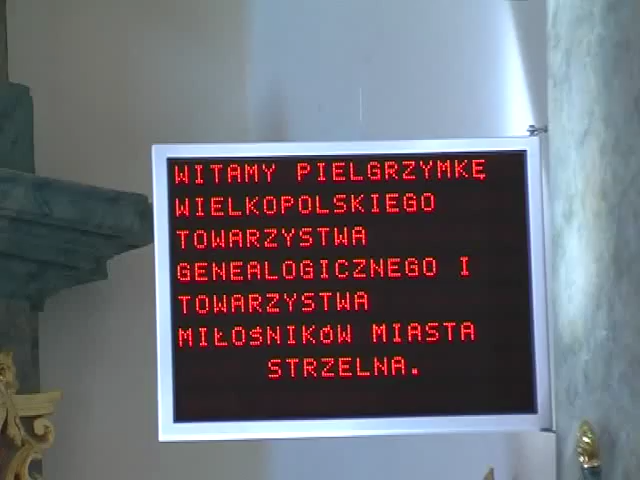 WITAMY PIELGRZYMKĘ
WIELKOPOLSKIEGO
TOWARZYSTWA
GENEALOGICZNEGO I
TOWARZYSTWA
MIŁOśNIKÓW MIASTA
STRZELNA.